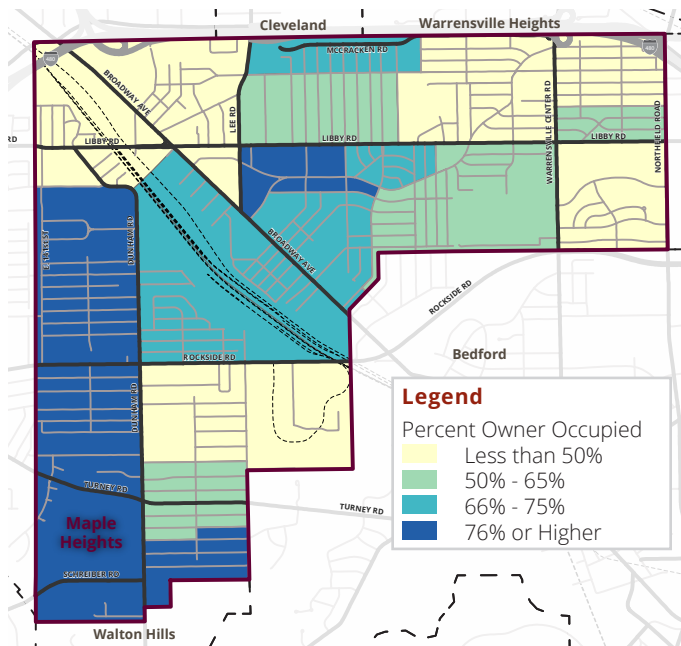 Cleveland
Warrensville Heights
480
480
MCCRACKEN RD
BROADWAY AVE
LEE RD
WARRENSVILLE CENTER RD
NORTHFIELD ROAD
RD
LIBBY RD
LIBBY RD
LIBBY RD
DUNHAM RD
BROADWAY AVE
ROCKSIDE RD
ROCKSIDE RD
Bedford
DUNHAM RD
TURNEY RD
TURNEY RD
Maple
Heights
SCHREIBER RD
Walton Hills
Legend
Percent Owner Occupied
Less than 50%
50% - 65%
66% - 75%
76% or Higher